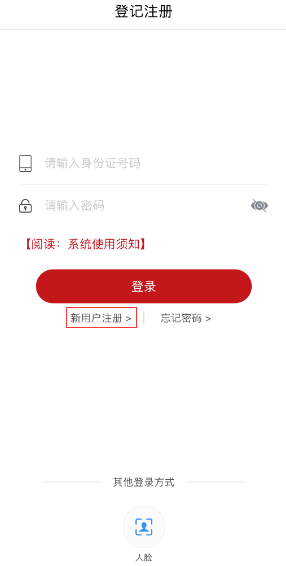 登记注册
请输入身份证号码
请输入密码
【阅读：系统使用须知】
登录
新用户注册 > 忘记密码 >
其他登录方式
人脸